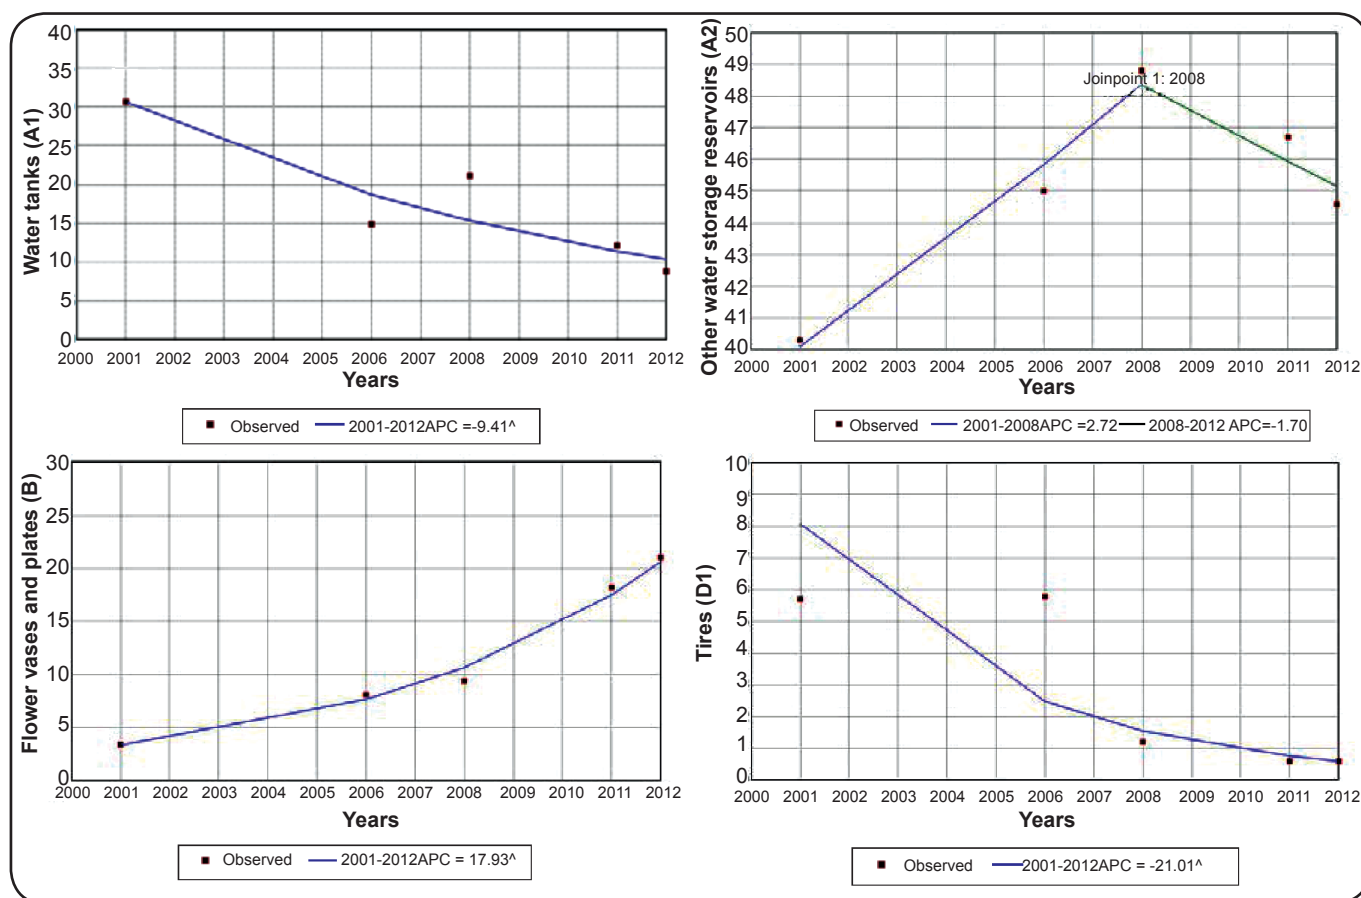 Water tanks (A1)
40
35
30
25
20
15
10
5
0
2000 2001 2002 2003 2004 2005 2006 2007 2008 2009 2010 2011 2012
Years
Observed 2001-2012APC =-9.41^
Other water storage reservoirs (A2)
50
49
48
47
46
45
44
43
42
41
40
Joinpoint 1: 2008
2000 2001 2002 2003 2004 2005 2006 2007 2008 2009 2010 2011 2012
Years
Observed 2001-2008APC =2.72 2008-2012 APC=-1.70
Flower vases and plates (B)
30
25
20
15
10
5
0
2000 2001 2002 2003 2004 2005 2006 2007 2008 2009 2010 2011 2012
Years
Observed 2001-2012APC = 17.93^
Tires (D1)
10
9
8
7
6
5
4
3
2
1
0
2000 2001 2002 2003 2004 2005 2006 2007 2008 2009 2010 2011 2012
Years
Observed 2001-2012APC = -21.01^